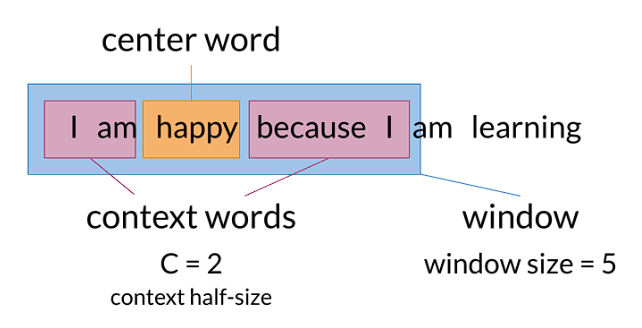 center word
I am happy because I am learning
context words
window
C = 2
window size = 5
context half-size